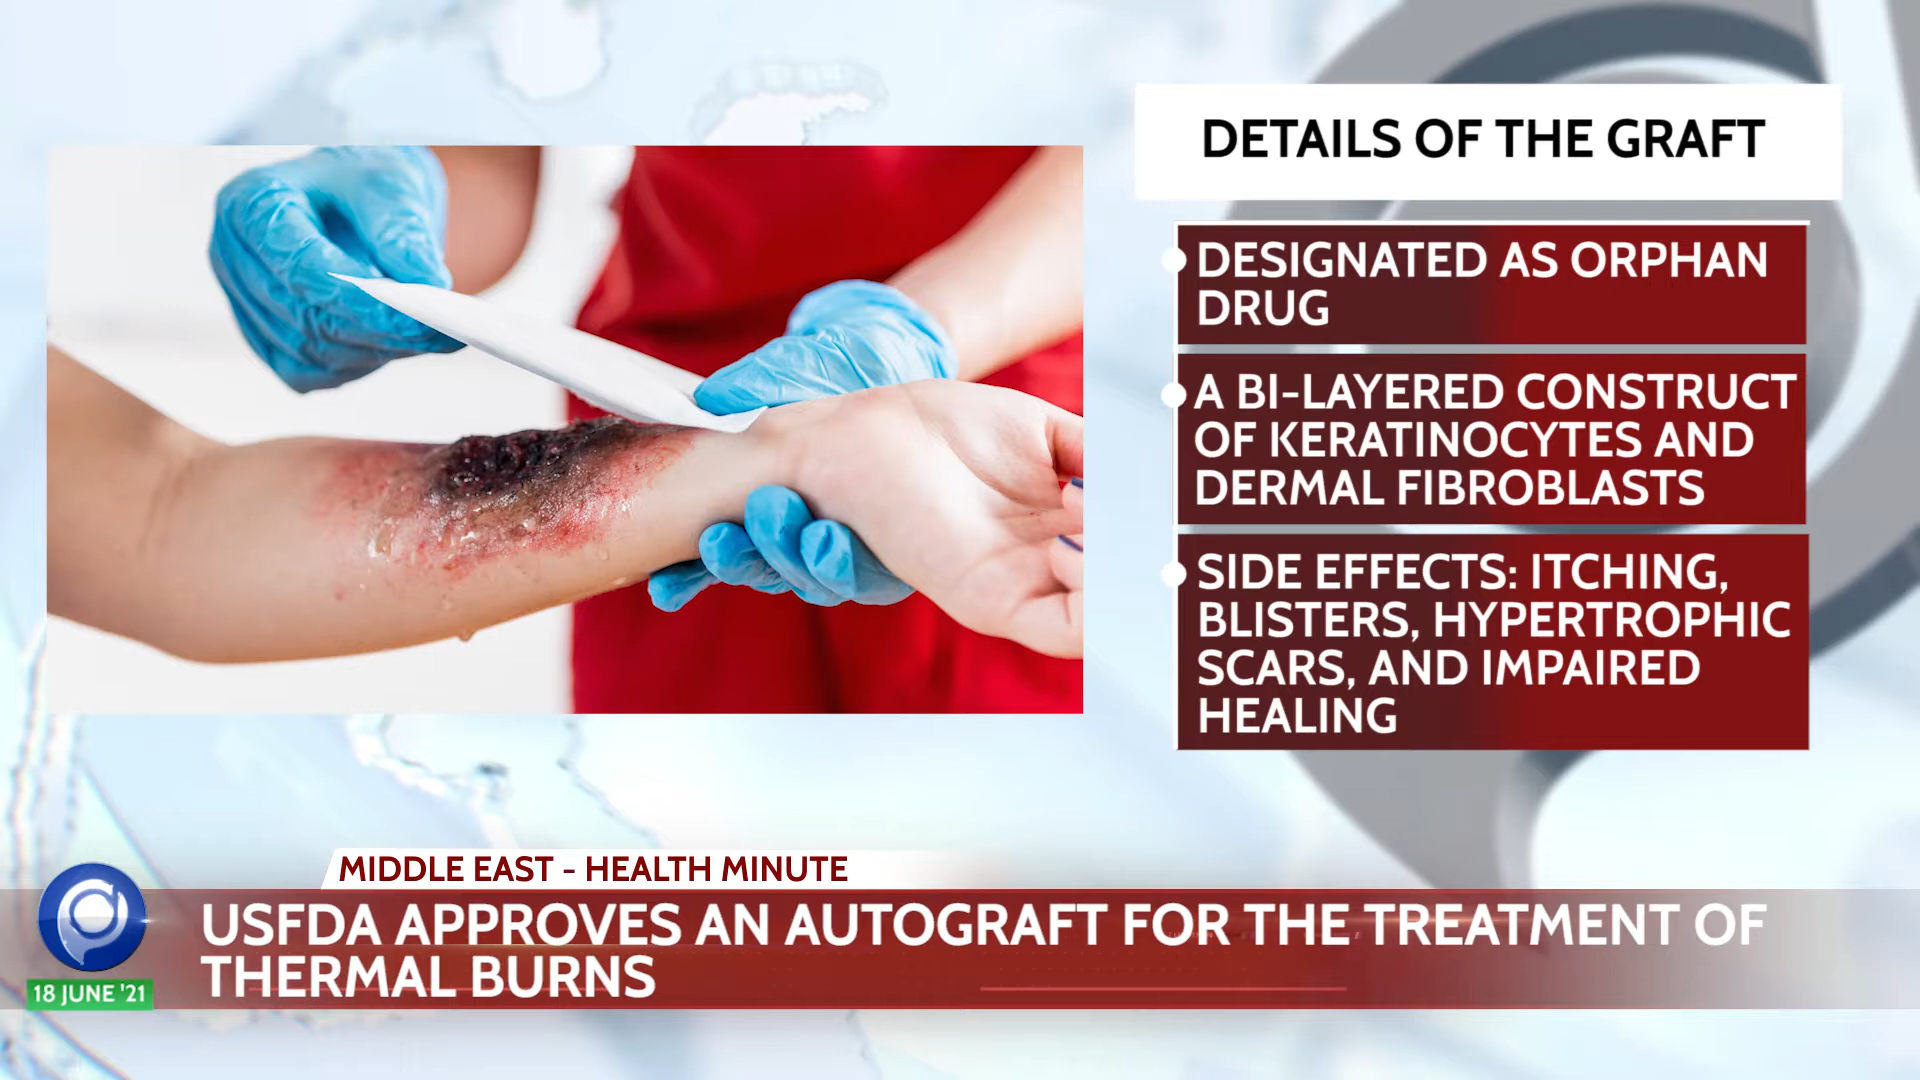 DETAILS OF THE GRAFT
DESIGNATED AS ORPHAN
DRUG
A BI-LAYERED CONSTRUCT
OF KERATINOCYTES AND
DERMAL FIBROBLASTS
SIDE EFFECTS: ITCHING,
BLISTERS, HYPERTROPHIC
SCARS, AND IMPAIRED
HEALING
MIDDLE EAST - HEALTH MINUTE
USFDA APPROVES AN AUTOGRAFT FOR THE TREATMENT OF
THERMAL BURNS
18 JUNE '21